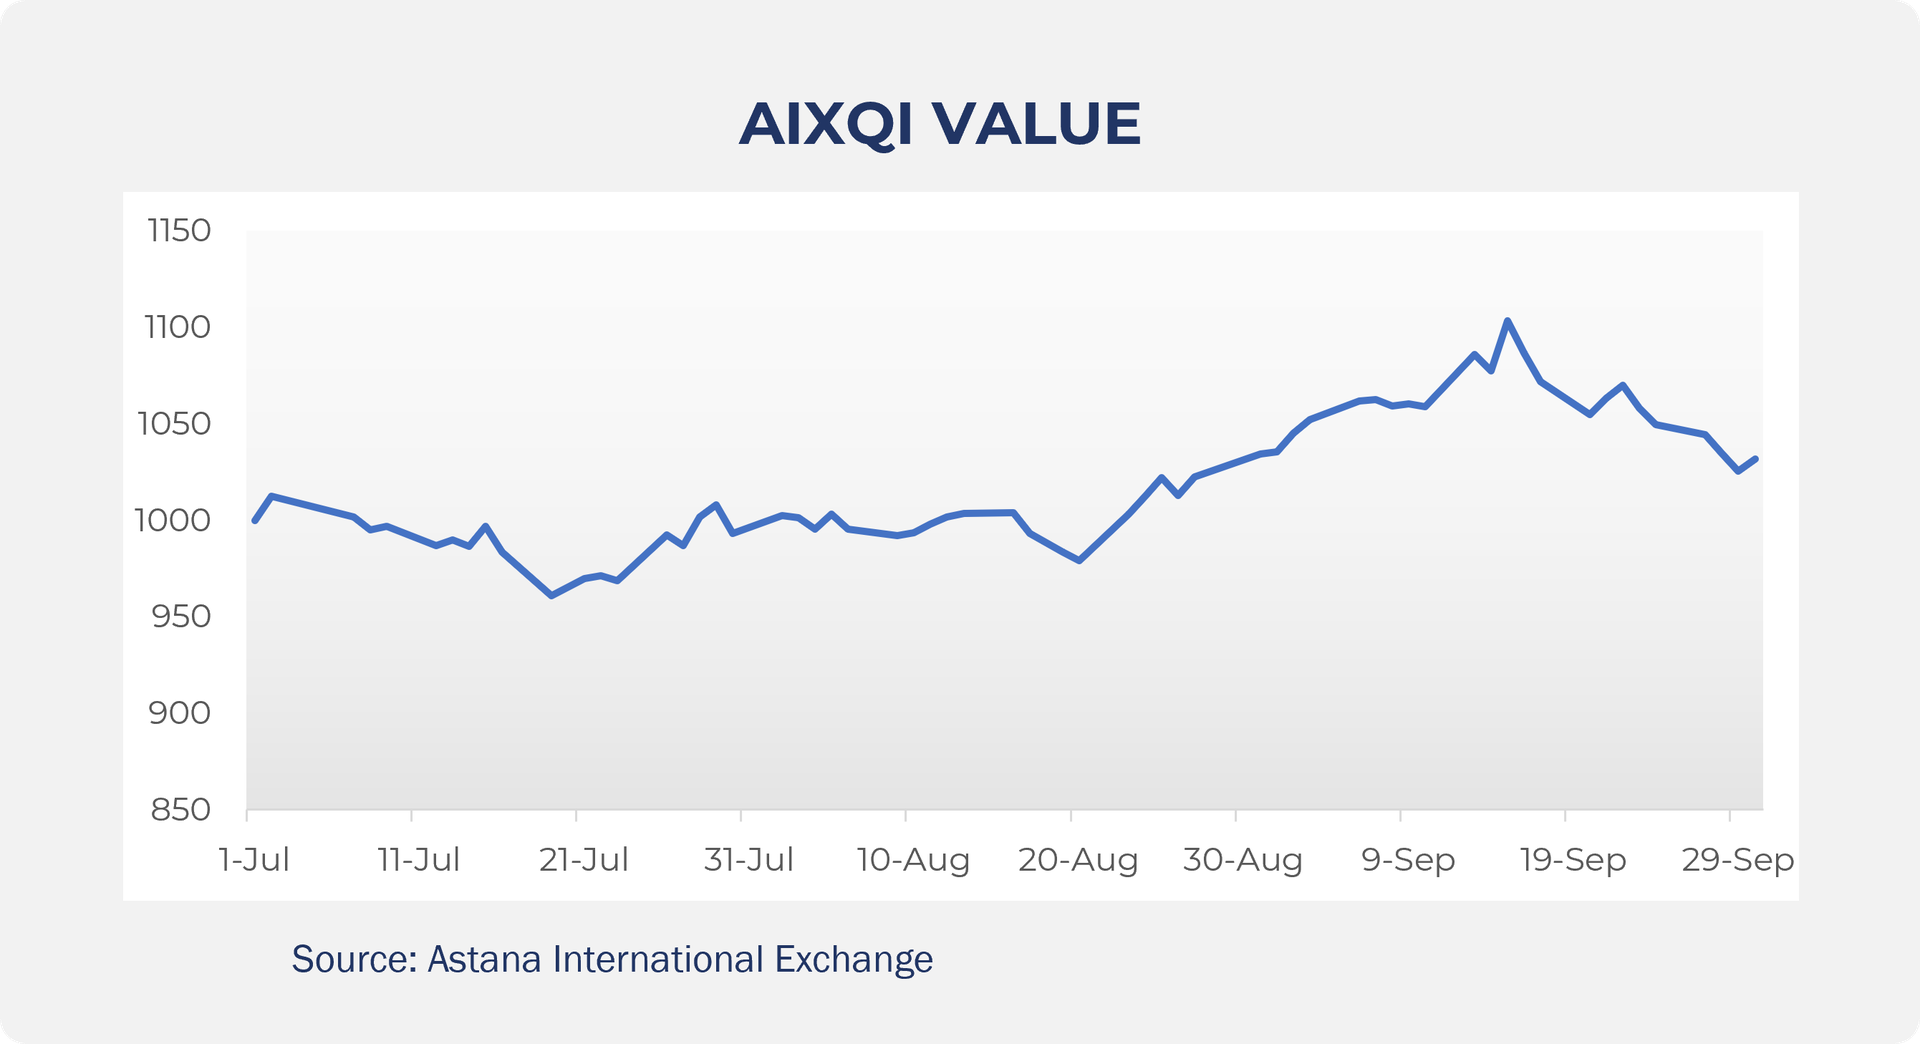 AIXQI VALUE
1150
1100
1050
1000
950
900
850
1-Jul 11-Jul 21-Jul 31-Jul 10-Aug 20-Aug 30-Aug 9-Sep 19-Sep 29-Sep
Source: Astana International Exchange